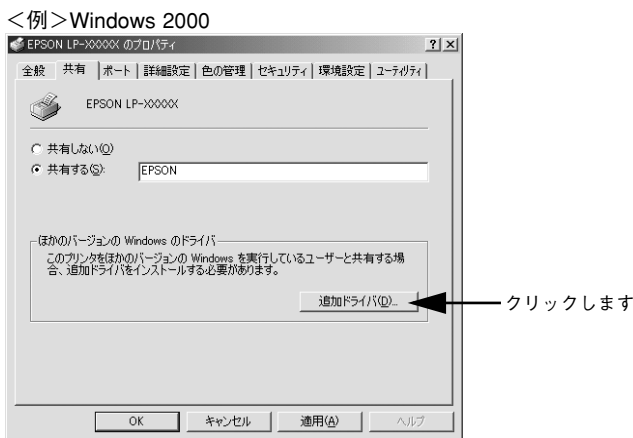 ＜例＞Windows 2000
EPSON LP-XXXXX のプロパティ
全般 共有 ポート 詳細設定 色の管理 セキュリティ 環境設定 ユーティリティ
EPSON LP-XXXXX
共有しない(O)
共有する(S): EPSON
ほかのバージョンの Windows のドライバ
このプリンタをほかのバージョンの Windows を実行しているユーザーと共有する場
合、追加ドライバをインストールする必要があります。
追加ドライバ(D)... クリックします
OK キャンセル 適用(A) ヘルプ